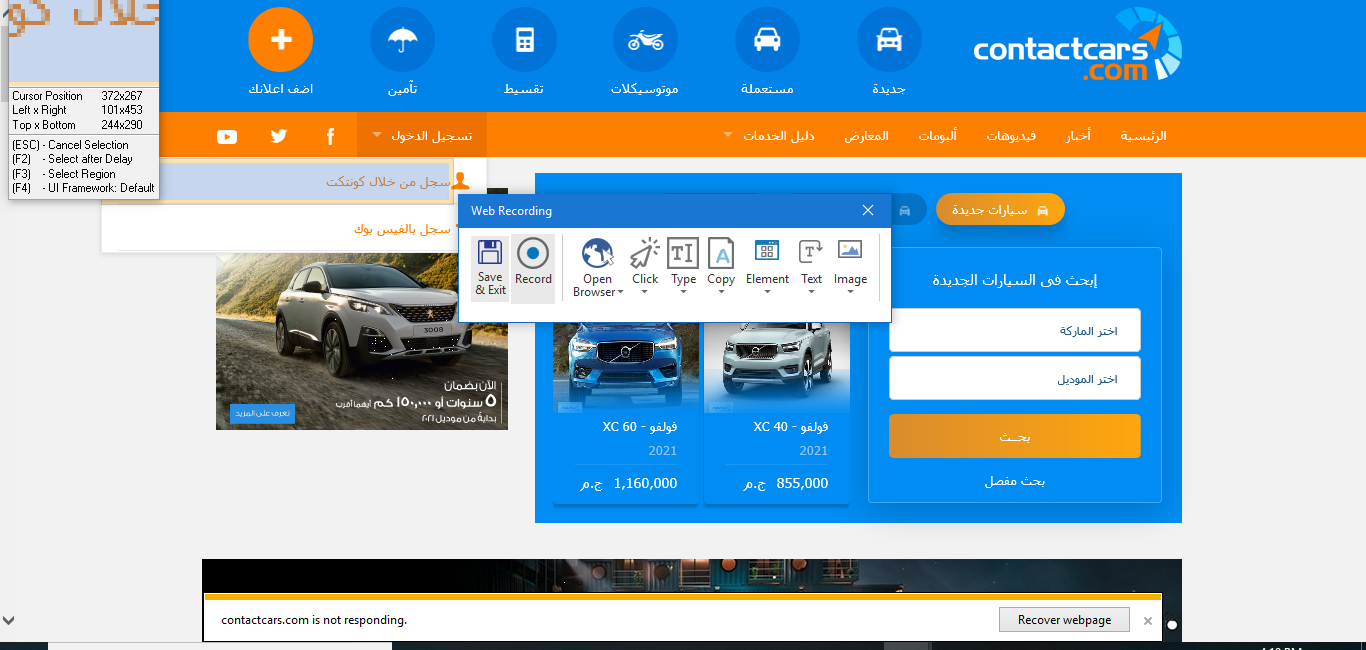 خلال كو
Cursor Position 372x267
Left x Right 101x453
Top x Bottom 244x290
(ESC) - Cancel Selection
(F2) - Select after Delay
(F3) - Select Region
(F4) - UI Framework: Default
contactcars
.com
جديدة
مستعملة
موتوسيكلات
تقسيط
تأمين
اضف اعلانك
الرئيسية
أخبار
فيديوهات
ألبومات
المعارض
دليل الخدمات
تسجيل الدخول
سجل من خلال كونتكت
سجل بالفيس بوك
Web Recording
Save & Exit
Record
Open Browser
Click
Type
Copy
Element
Text
Image
سيارات جديدة
إبحث فى السيارات الجديدة
اختر الماركة
اختر الموديل
بحـث
بحث مفصل
فولفو - XC 40
2021
855,000 ج.م
فولفو - XC 60
2021
1,160,000 ج.م
3008
الآن بضمان
٥ سنوات أو ١٥٠,٠٠٠ كم أيهما أقرب
بداية من موديل ٢٠٢١
تعرف على المزيد
contactcars.com is not responding.
Recover webpage